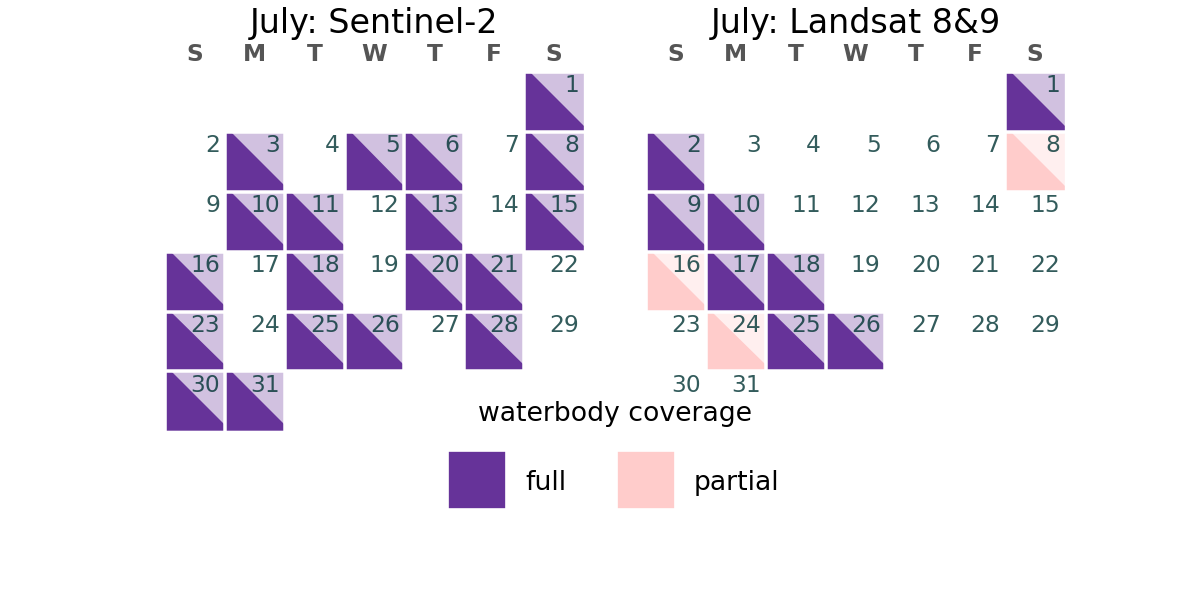 July: Sentinel-2
S M T W T F S
1
2 3 4 5 6 7 8
9 10 11 12 13 14 15
16 17 18 19 20 21 22
23 24 25 26 27 28 29
30 31
July: Landsat 8&9
S M T W T F S
1
2 3 4 5 6 7 8
9 10 11 12 13 14 15
16 17 18 19 20 21 22
23 24 25 26 27 28 29
30 31
waterbody coverage
full partial